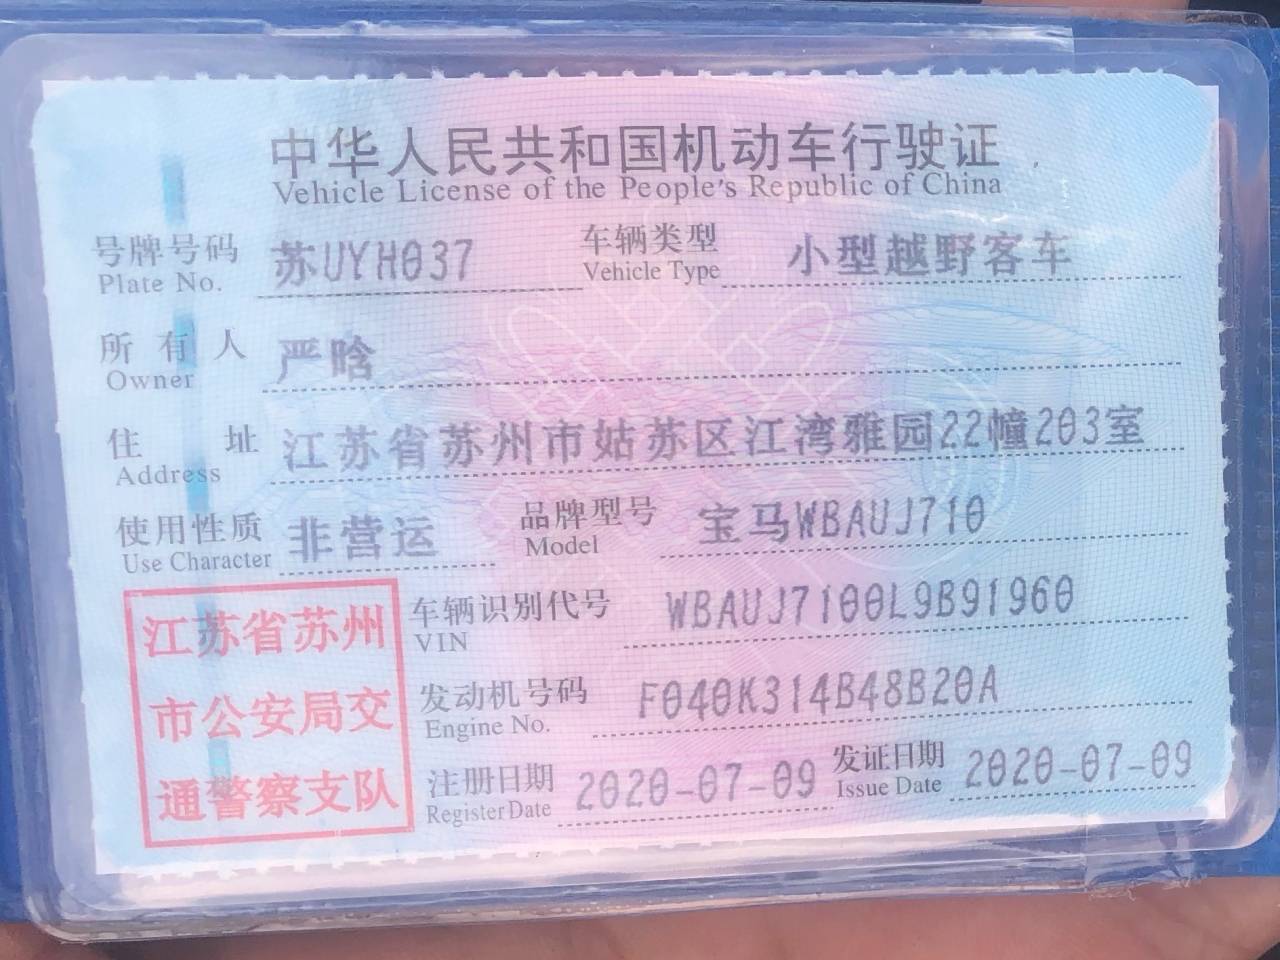 中华人民共和国机动车行驶证
Vehicle License of the People's Republic of China
号牌号码 苏UYH037 车辆类型 小型越野客车
Plate No. Vehicle Type
所有人 严晗
Owner
住址 江苏省苏州市姑苏区江湾雅园22幢203室
Address
使用性质 非营运 品牌型号 宝马WBAUJ710
Use Character Model
江苏省苏州
市公安局交
通警察支队
车辆识别代号 WBAUJ7100L9B91960
VIN
发动机号码 F040K314B48B20A
Engine No.
注册日期 2020-07-09 发证日期 2020-07-09
Register Date Issue Date